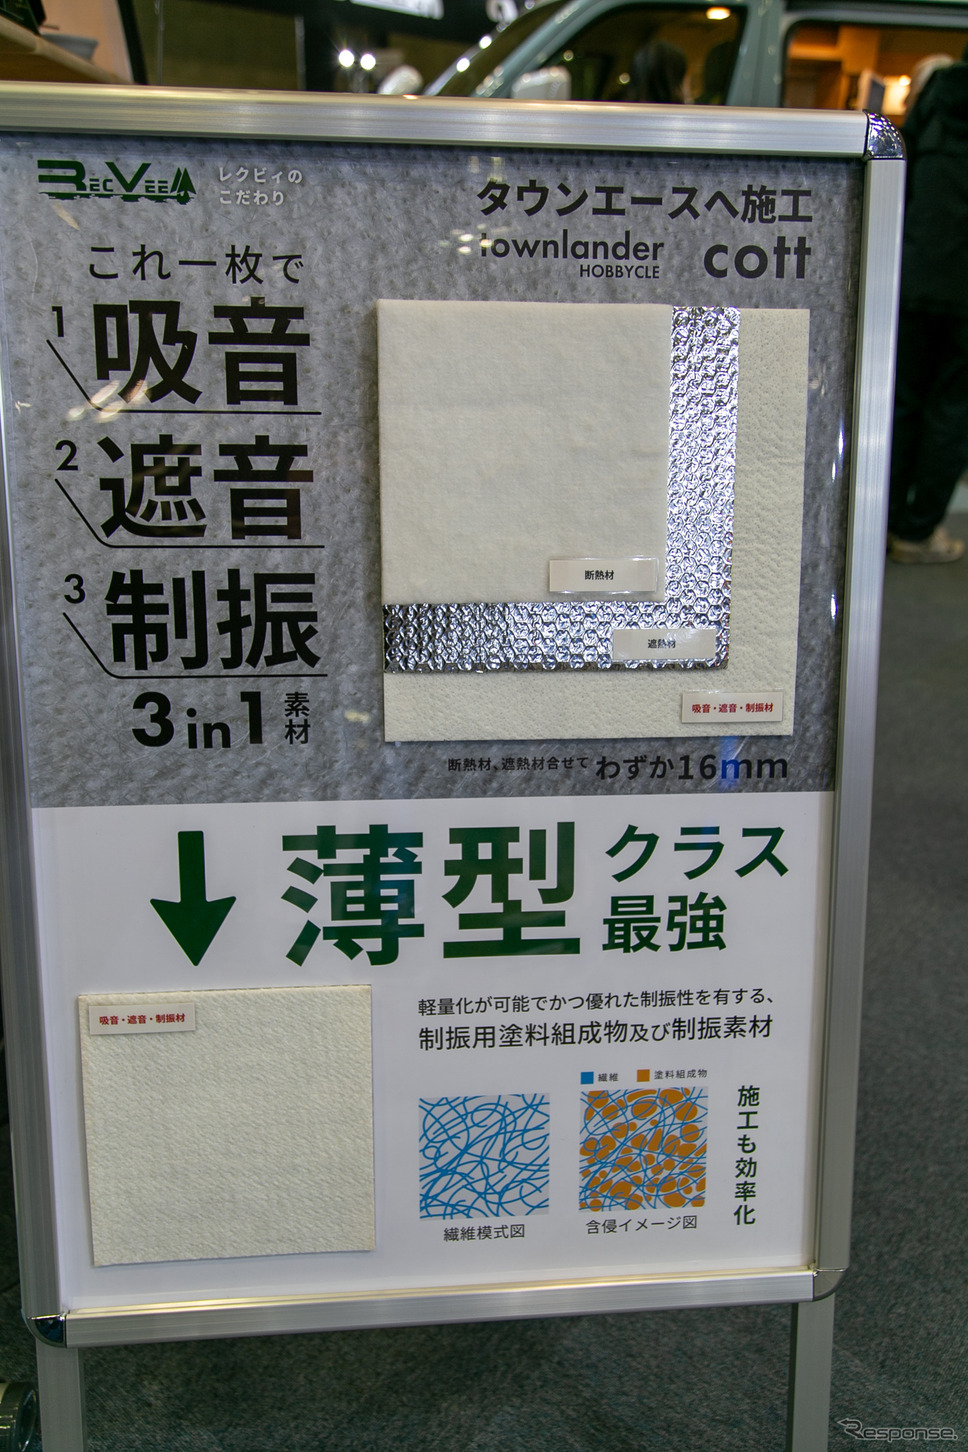 RECVEE
レクビィの
こだわり
タウンエースへ施工
townlander
HOBBYCLE
cott
これ一枚で
1
吸音
2
遮音
3
制振
3in1
素材
断熱材
遮熱材
吸音・遮音・制振材
断熱材、遮熱材合せて わずか16mm
薄型
クラス
最強
吸音・遮音・制振材
軽量化が可能でかつ優れた制振性を有する、
制振用塗料組成物及び制振素材
繊維
塗料組成物
繊維模式図
含侵イメージ図
施工も効率化
Response.